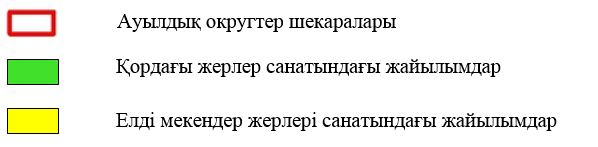 Ауылдық округтер шекаралары
Қордағы жерлер санатындағы жайылымдар
Елді мекендер жерлері санатындағы жайылымдар